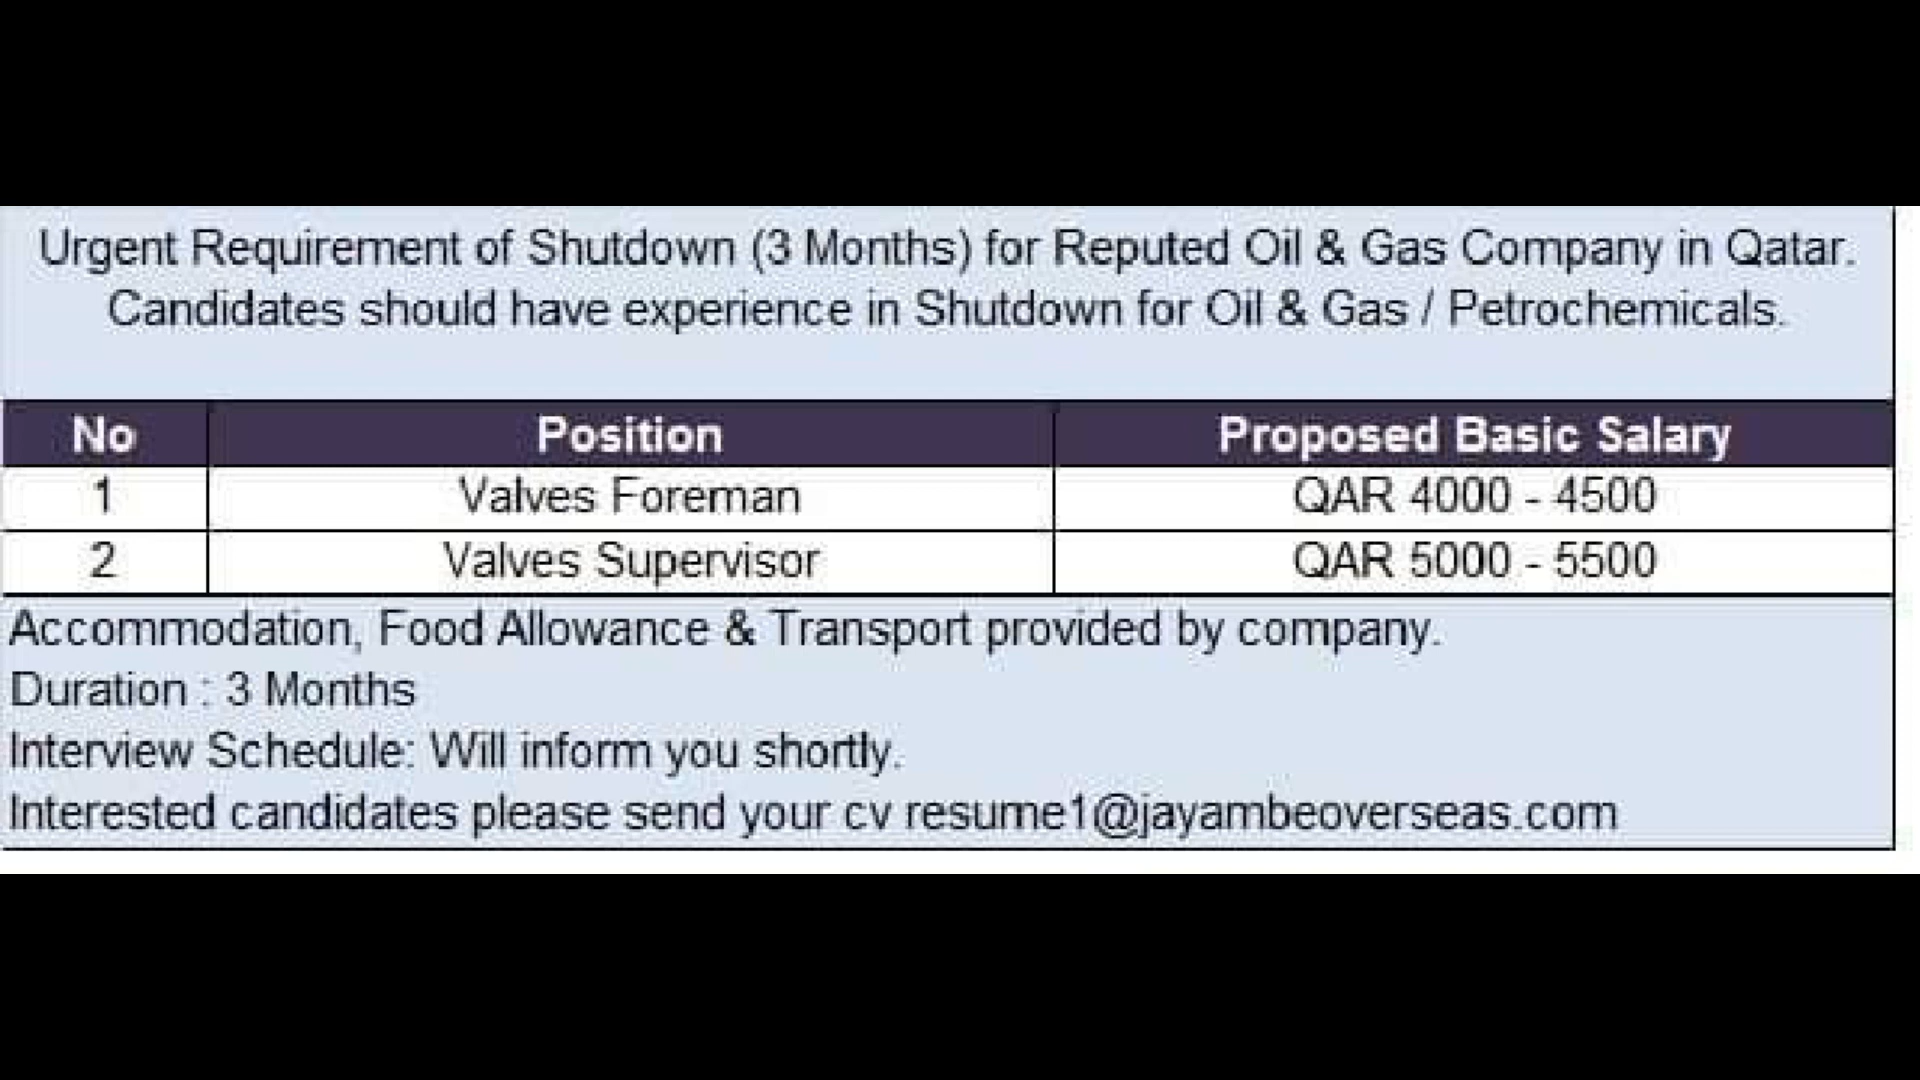 Urgent Requirement of Shutdown (3 Months) for Reputed Oil & Gas Company in Qatar.
Candidates should have experience in Shutdown for Oil & Gas / Petrochemicals.
No Position Proposed Basic Salary
1 Valves Foreman QAR 4000 - 4500
2 Valves Supervisor QAR 5000 - 5500
Accommodation, Food Allowance & Transport provided by company.
Duration : 3 Months
Interview Schedule: Will inform you shortly.
Interested candidates please send your cv resume1@jayambeoverseas.com